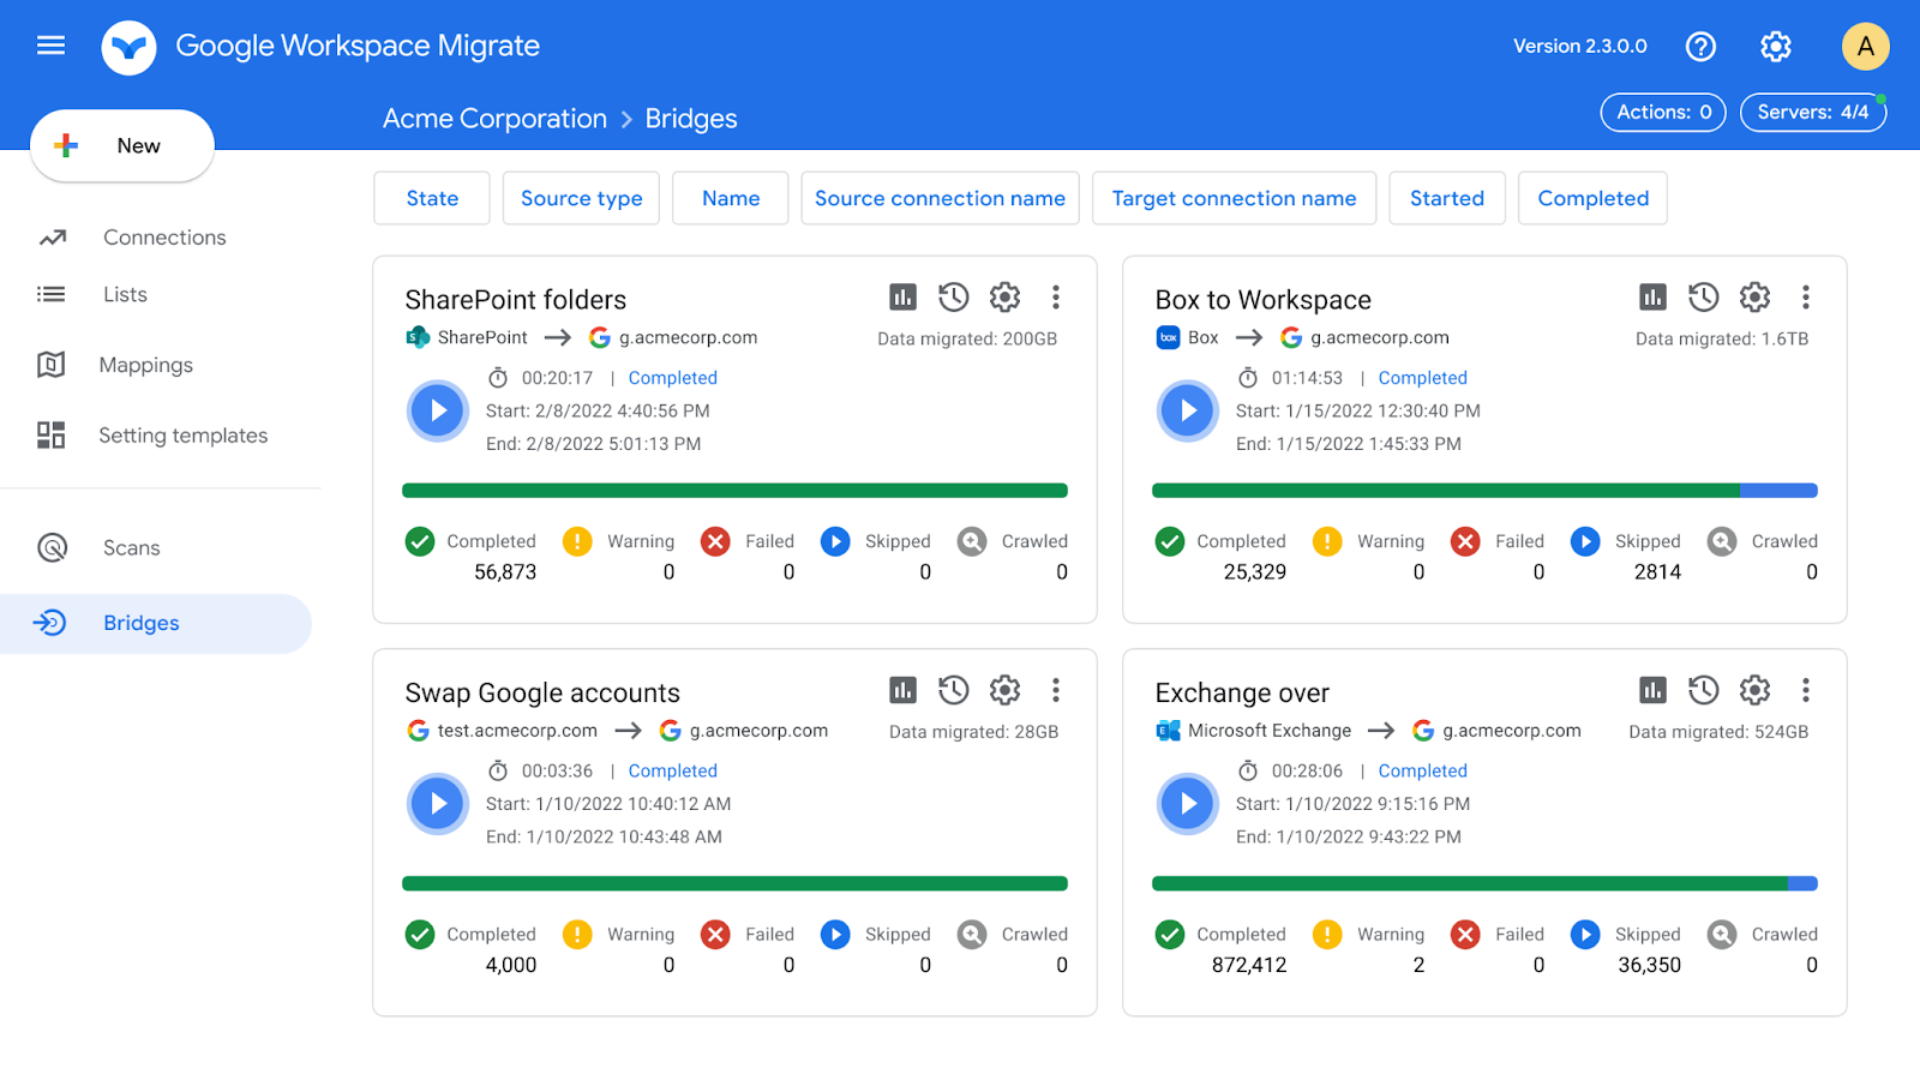 Google Workspace Migrate
Version 2.3.0.0
A
Acme Corporation > Bridges
Actions: 0
Servers: 4/4
New
Connections
Lists
Mappings
Setting templates
Scans
Bridges
State Source type Name Source connection name Target connection name Started Completed
SharePoint folders
S SharePoint → G g.acmecorp.com Data migrated: 200GB
00:20:17 | Completed
Start: 2/8/2022 4:40:56 PM
End: 2/8/2022 5:01:13 PM
Completed Warning Failed Skipped Crawled
56,873 0 0 0 0
Box to Workspace
box Box → G g.acmecorp.com Data migrated: 1.6TB
01:14:53 | Completed
Start: 1/15/2022 12:30:40 PM
End: 1/15/2022 1:45:33 PM
Completed Warning Failed Skipped Crawled
25,329 0 0 2814 0
Swap Google accounts
G test.acmecorp.com → G g.acmecorp.com Data migrated: 28GB
00:03:36 | Completed
Start: 1/10/2022 10:40:12 AM
End: 1/10/2022 10:43:48 AM
Completed Warning Failed Skipped Crawled
4,000 0 0 0 0
Exchange over
E Microsoft Exchange → G g.acmecorp.com Data migrated: 524GB
00:28:06 | Completed
Start: 1/10/2022 9:15:16 PM
End: 1/10/2022 9:43:22 PM
Completed Warning Failed Skipped Crawled
872,412 2 0 36,350 0